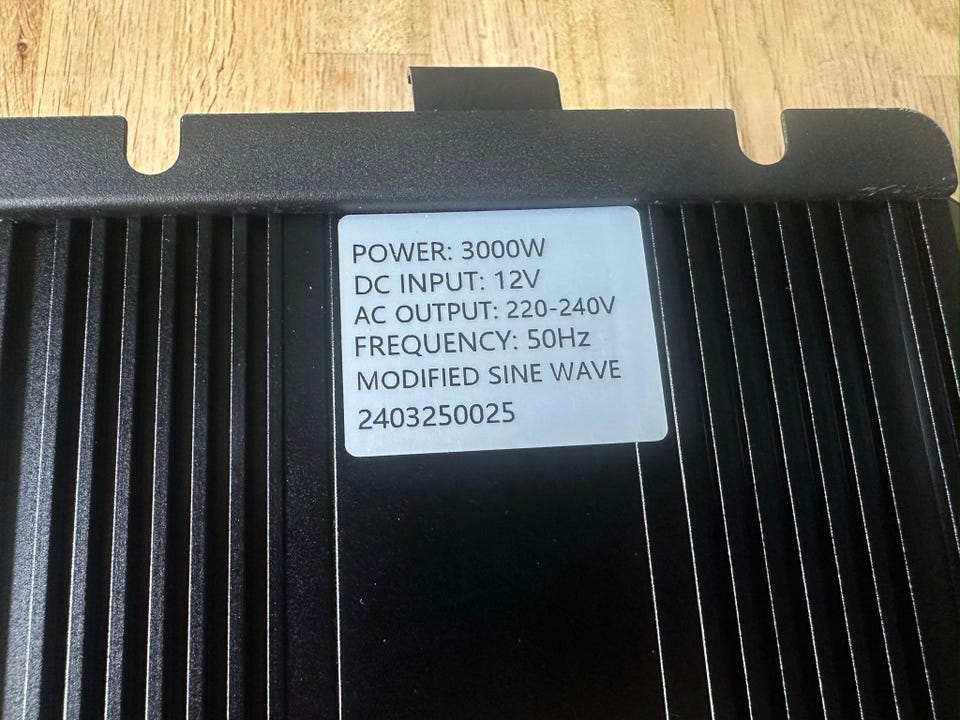 POWER: 3000W
DC INPUT: 12V
AC OUTPUT: 220-240V
FREQUENCY: 50Hz
MODIFIED SINE WAVE
2403250025